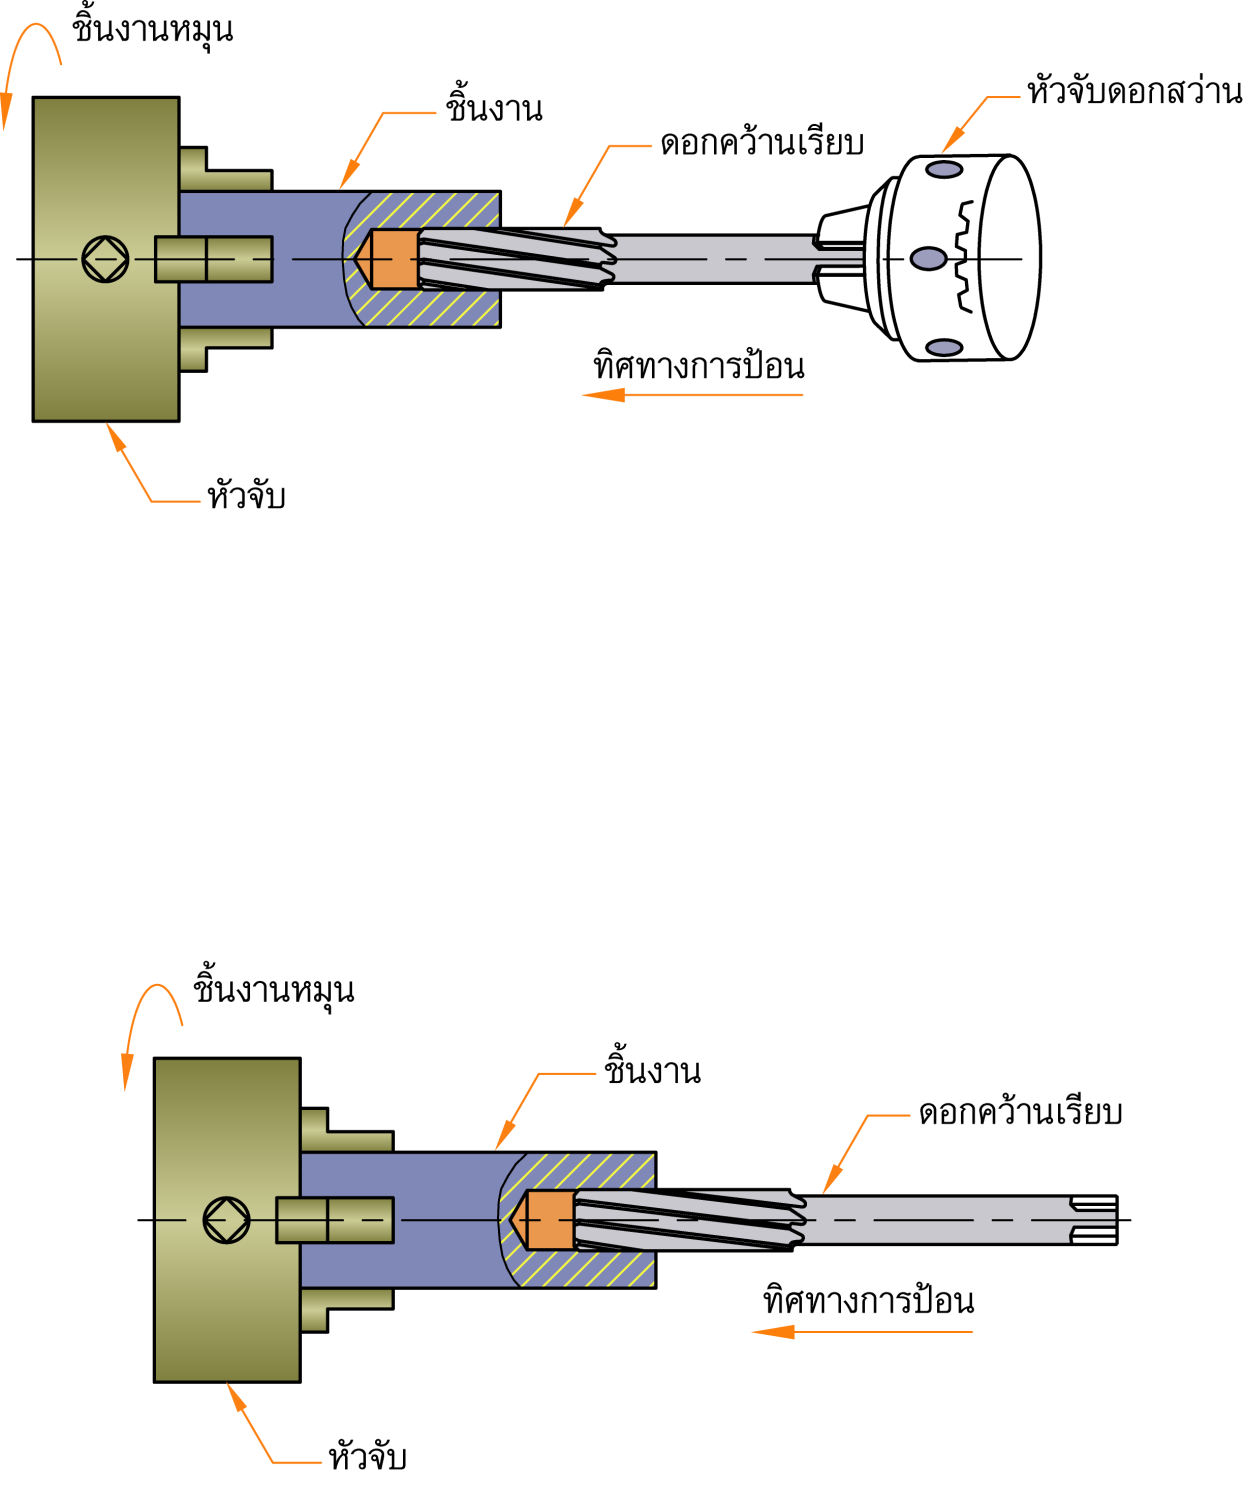 ชิ้นงานหมุน
ชิ้นงาน
ดอกคว้านเรียบ
หัวจับดอกสว่าน
ทิศทางการป้อน
หัวจับ
ชิ้นงานหมุน
ชิ้นงาน
ดอกคว้านเรียบ
ทิศทางการป้อน
หัวจับ